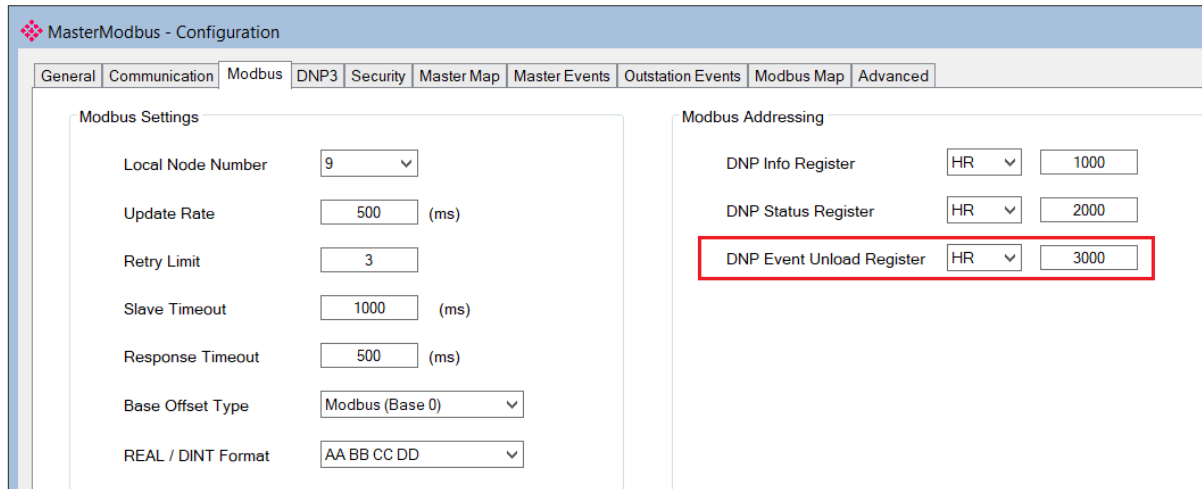 MasterModbus - Configuration
General Communication Modbus DNP3 Security Master Map Master Events Outstation Events Modbus Map Advanced
Modbus Settings
Local Node Number 9
Update Rate 500 (ms)
Retry Limit 3
Slave Timeout 1000 (ms)
Response Timeout 500 (ms)
Base Offset Type Modbus (Base 0)
REAL / DINT Format AA BB CC DD
Modbus Addressing
DNP Info Register HR 1000
DNP Status Register HR 2000
DNP Event Unload Register HR 3000